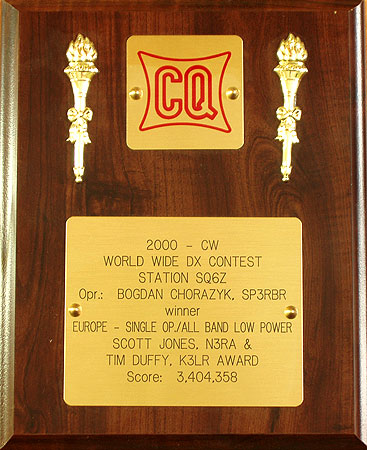 CQ
2000 - CW
WORLD WIDE DX CONTEST
STATION SQ6Z
Opr.: BOGDAN CHORAZYK, SP3RBR
winner
EUROPE - SINGLE OP./ALL BAND LOW POWER
SCOTT JONES, N3RA &
TIM DUFFY, K3LR AWARD
Score: 3,404,358